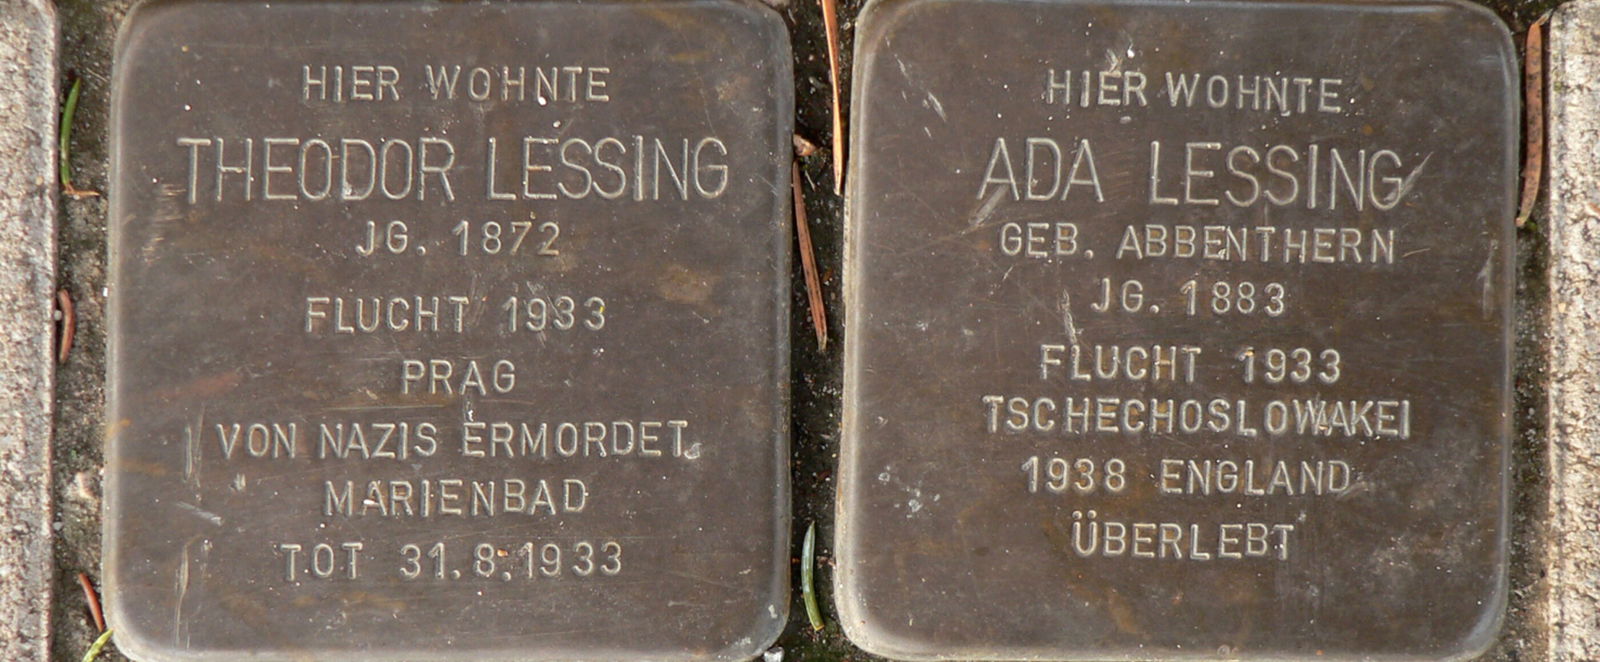 HIER WOHNTE
THEODOR LESSING
JG. 1872
FLUCHT 1933
PRAG
VON NAZIS ERMORDET
MARIENBAD
TOT 31.8.1933
HIER WOHNTE
ADA LESSING
GEB. ABBENTHERN
JG. 1883
FLUCHT 1933
TSCHECHOSLOWAKEI
1938 ENGLAND
ÜBERLEBT